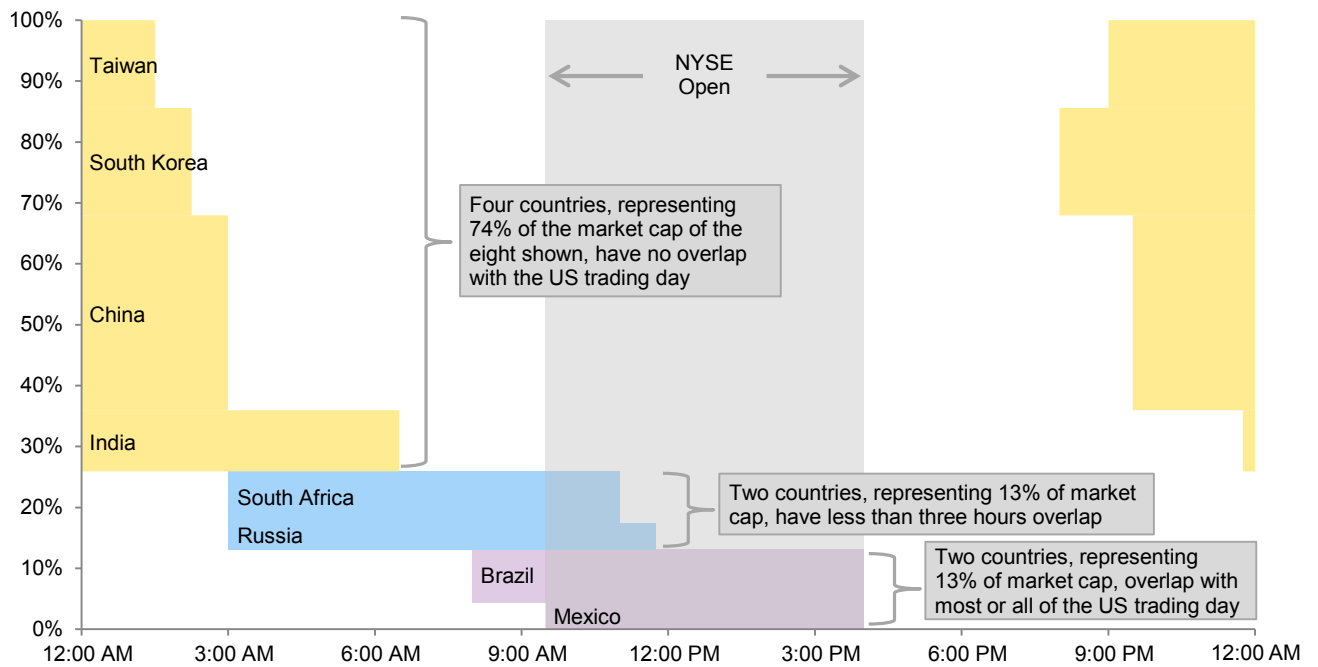 100%
90%
80%
70%
60%
50%
40%
30%
20%
10%
0%
Taiwan
South Korea
China
India
South Africa
Russia
Brazil
Mexico
NYSE
Open
Four countries, representing
74% of the market cap of the
eight shown, have no overlap
with the US trading day
Two countries, representing 13% of market
cap, have less than three hours overlap
Two countries, representing
13% of market cap, overlap with
most or all of the US trading day
12:00 AM 3:00 AM 6:00 AM 9:00 AM 12:00 PM 3:00 PM 6:00 PM 9:00 PM 12:00 AM